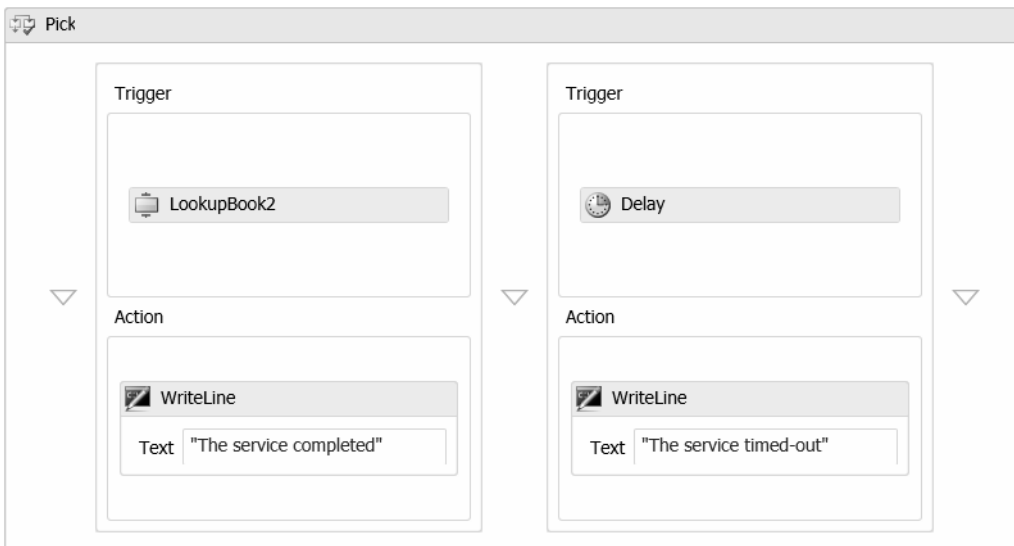 Pick
Trigger
LookupBook2
Action
WriteLine
Text "The service completed"
Trigger
Delay
Action
WriteLine
Text "The service timed-out"